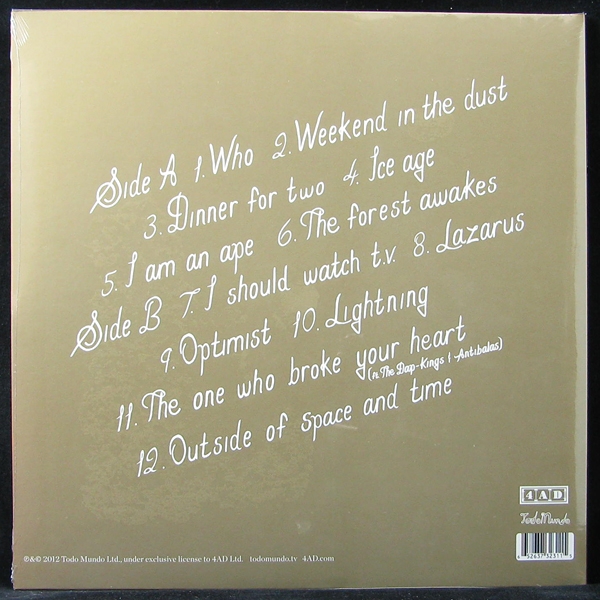 Side A 1. Who 2. Weekend in the dust
3. Dinner for two 4. Ice age
5. I am an ape 6. The forest awakes
Side B 7. I should watch t.v. 8. Lazarus
9. Optimist 10. Lightning
11. The one who broke your heart
(ft. The Dap-Kings & Antibalas)
12. Outside of space and time
4AD
TodoMundo
℗&© 2012 Todo Mundo Ltd., under exclusive license to 4AD Ltd. todomundo.tv 4AD.com